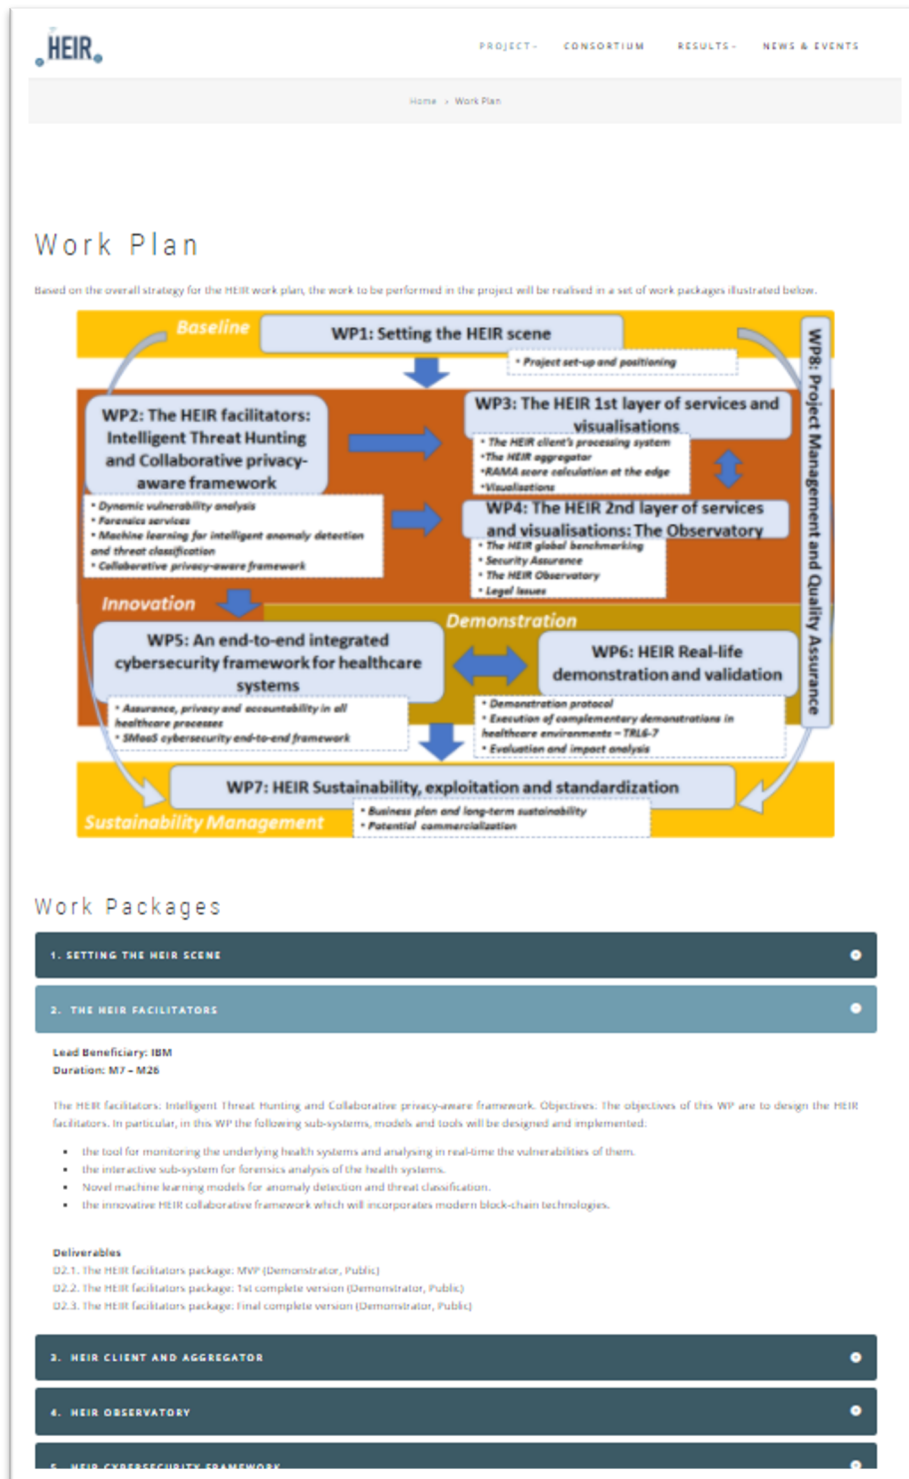 HEIR
PROJECT CONSORTIUM RESULTS NEWS & EVENTS
Home › Work Plan
Work Plan
Based on the overall strategy for the HEIR work plan, the work to be performed in the project will be realised in a set of work packages illustrated below.
Baseline
WP1: Setting the HEIR scene
• Project set-up and positioning
WP8: Project Management and Quality Assurance
WP2: The HEIR facilitators:
Intelligent Threat Hunting
and Collaborative privacy-
aware framework
• Dynamic vulnerability analysis
• Forensics services
• Machine learning for intelligent anomaly detection
and threat classification
• Collaborative privacy-aware framework
WP3: The HEIR 1st layer of services and
visualisations
• The HEIR client's processing system
•The HEIR aggregator
•RAMA score calculation at the edge
•Visualisations
WP4: The HEIR 2nd layer of services
and visualisations: The Observatory
• The HEIR global benchmarking
• Security Assurance
• The HEIR Observatory
• Legal Issues
Innovation
Demonstration
WP5: An end-to-end integrated
cybersecurity framework for healthcare
systems
• Assurance, privacy and accountability in all
healthcare processes
• SMaaS cybersecurity end-to-end framework
WP6: HEIR Real-life
demonstration and validation
• Demonstration protocol
• Execution of complementary demonstrations in
healthcare environments – TRL6-7
• Evaluation and impact analysis
WP7: HEIR Sustainability, exploitation and standardization
• Business plan and long-term sustainability
• Potential commercialization
Sustainability Management
Work Packages
1. SETTING THE HEIR SCENE
2. THE HEIR FACILITATORS
Lead Beneficiary: IBM
Duration: M7 – M26
The HEIR facilitators: Intelligent Threat Hunting and Collaborative privacy-aware framework. Objectives: The objectives of this WP are to design the HEIR
facilitators. In particular, in this WP the following sub-systems, models and tools will be designed and implemented:
▪ the tool for monitoring the underlying health systems and analysing in real-time the vulnerabilities of them.
▪ the interactive sub-system for forensics analysis of the health systems.
▪ Novel machine learning models for anomaly detection and threat classification.
▪ the innovative HEIR collaborative framework which will incorporates modern block-chain technologies.
Deliverables
D2.1. The HEIR facilitators package: MVP (Demonstrator, Public)
D2.2. The HEIR facilitators package: 1st complete version (Demonstrator, Public)
D2.3. The HEIR facilitators package: Final complete version (Demonstrator, Public)
3. HEIR CLIENT AND AGGREGATOR
4. HEIR OBSERVATORY
5. HEIR CYBERSECURITY FRAMEWORK